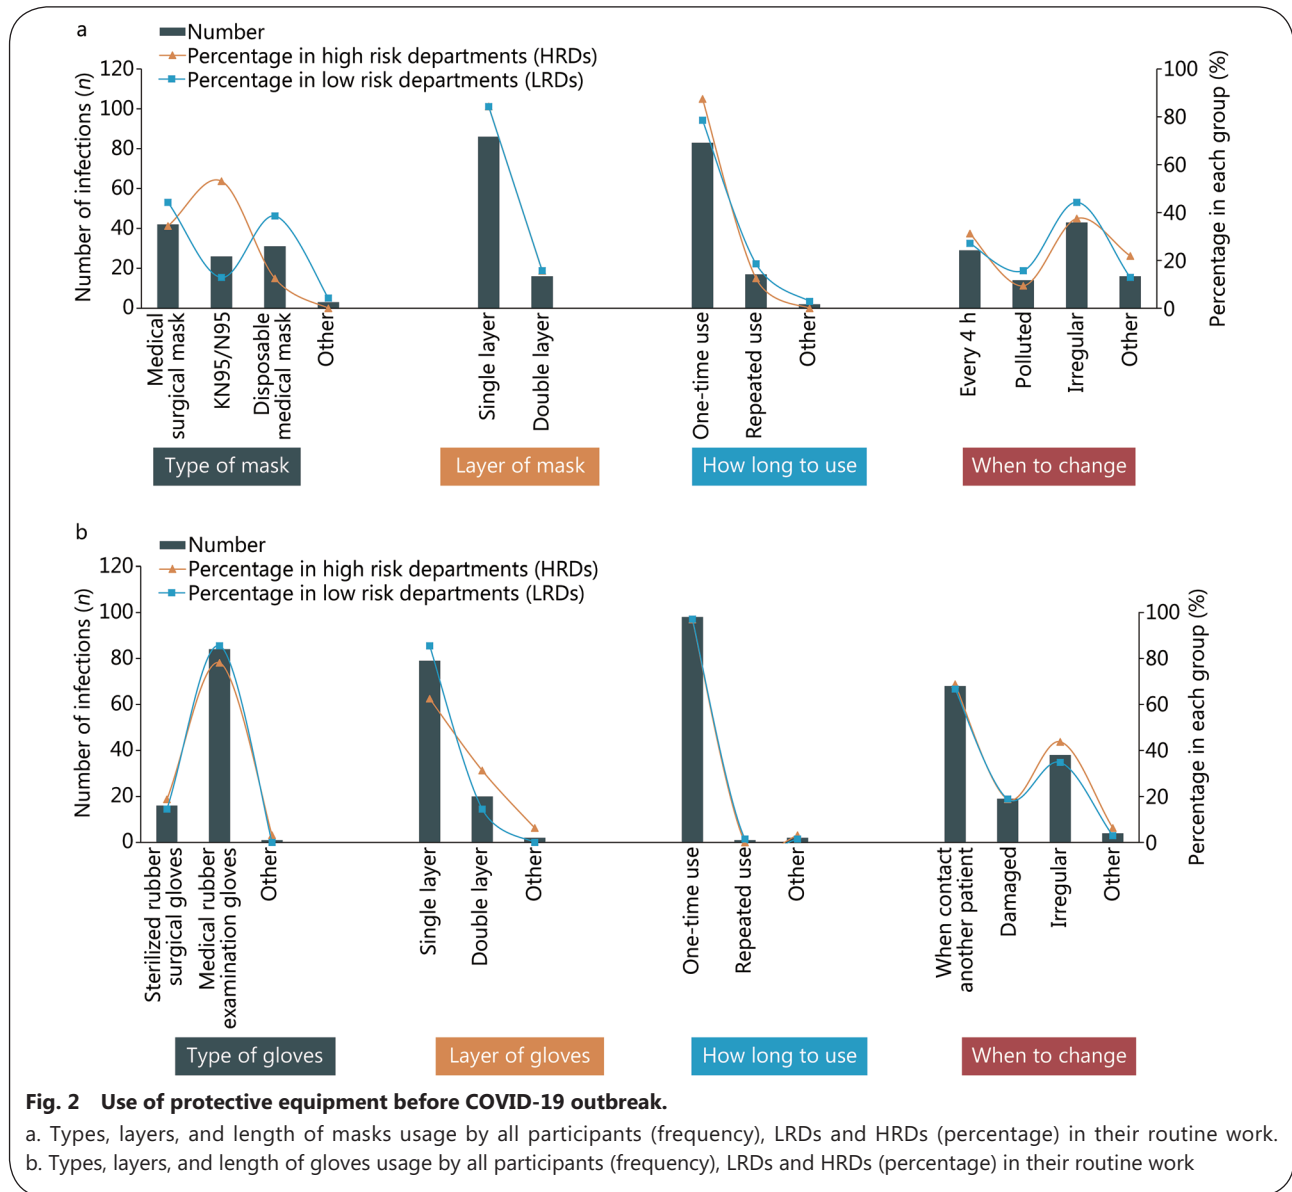 a
Number
Percentage in high risk departments (HRDs)
Percentage in low risk departments (LRDs)
Number of infections (n)
120
100
80
60
40
20
0
Percentage in each group (%)
100
80
60
40
20
0
Medical
surgical mask
KN95/N95
Disposable
medical mask
Other
Single layer
Double layer
One-time use
Repeated use
Other
Every 4 h
Polluted
Irregular
Other
Type of mask
Layer of mask
How long to use
When to change
b
Number
Percentage in high risk departments (HRDs)
Percentage in low risk departments (LRDs)
Number of infections (n)
120
100
80
60
40
20
0
Percentage in each group (%)
100
80
60
40
20
0
Sterilized rubber
surgical gloves
Medical rubber
examination gloves
Other
Single layer
Double layer
Other
One-time use
Repeated use
Other
When contact
another patient
Damaged
Irregular
Other
Type of gloves
Layer of gloves
How long to use
When to change
Fig. 2 Use of protective equipment before COVID-19 outbreak.
a. Types, layers, and length of masks usage by all participants (frequency), LRDs and HRDs (percentage) in their routine work.
b. Types, layers, and length of gloves usage by all participants (frequency), LRDs and HRDs (percentage) in their routine work